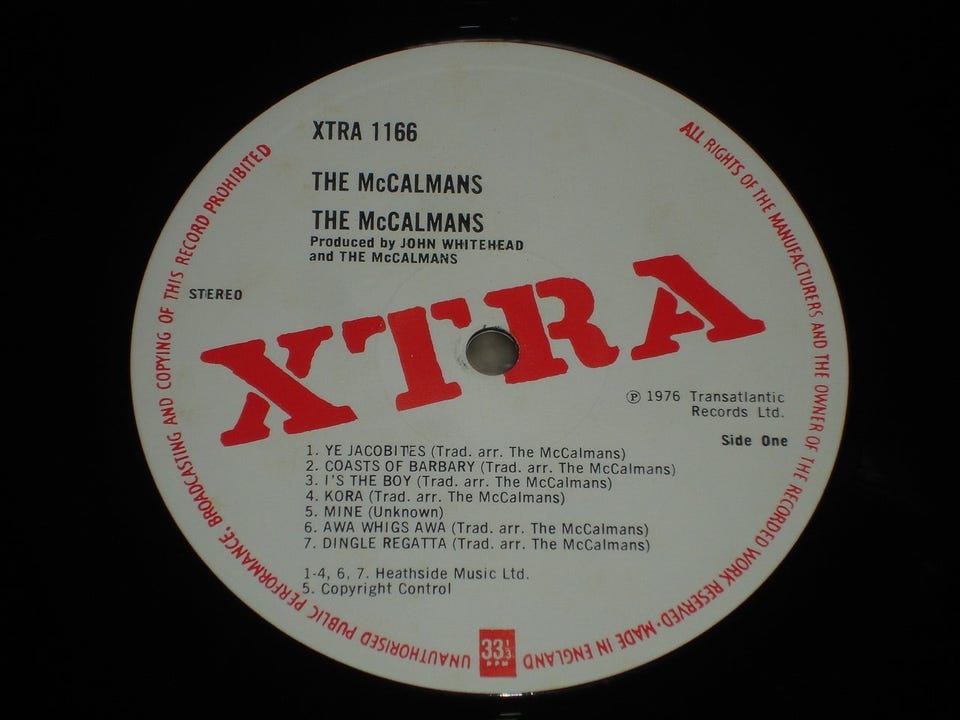 XTRA 1166
THE McCALMANS
THE McCALMANS
Produced by JOHN WHITEHEAD
and THE McCALMANS
STEREO
XTRA
℗ 1976 Transatlantic
Records Ltd.
Side One
1. YE JACOBITES (Trad. arr. The McCalmans)
2. COASTS OF BARBARY (Trad. arr. The McCalmans)
3. I'S THE BOY (Trad. arr. The McCalmans)
4. KORA (Trad. arr. The McCalmans)
5. MINE (Unknown)
6. AWA WHIGS AWA (Trad. arr. The McCalmans)
7. DINGLE REGATTA (Trad. arr. The McCalmans)
1-4, 6, 7. Heathside Music Ltd.
5. Copyright Control
33⅓
RPM
ALL RIGHTS OF THE MANUFACTURERS AND THE OWNER OF THE RECORDED WORK RESERVED · MADE IN ENGLAND
UNAUTHORISED PUBLIC PERFORMANCE, BROADCASTING AND COPYING OF THIS RECORD PROHIBITED